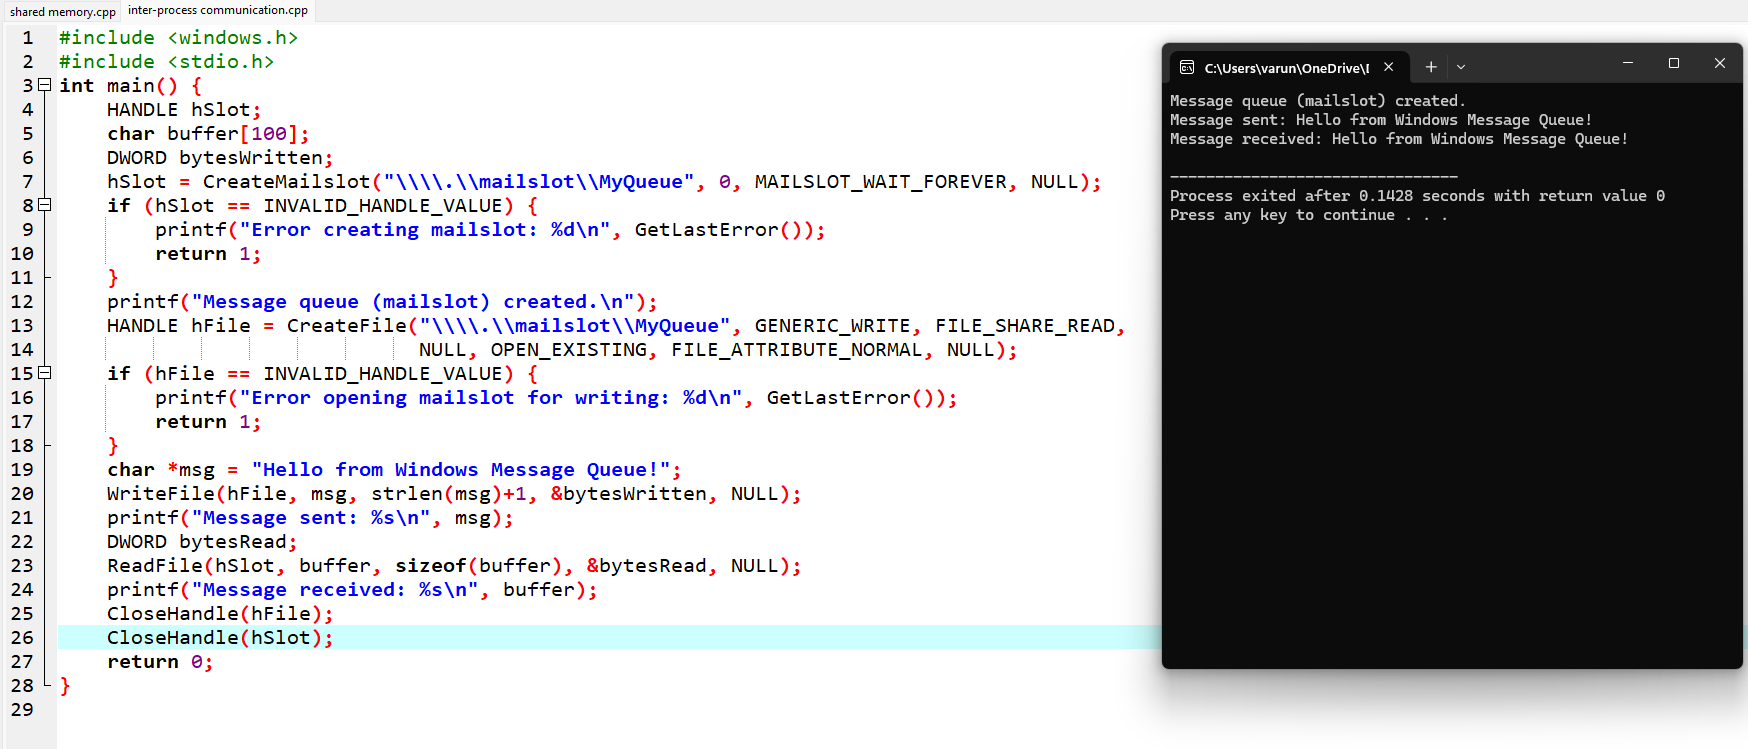 shared memory.cpp inter-process communication.cpp
1 #include <windows.h>
2 #include <stdio.h>
3 int main() {
4     HANDLE hSlot;
5     char buffer[100];
6     DWORD bytesWritten;
7     hSlot = CreateMailslot("\\\\.\\mailslot\\MyQueue", 0, MAILSLOT_WAIT_FOREVER, NULL);
8     if (hSlot == INVALID_HANDLE_VALUE) {
9         printf("Error creating mailslot: %d\n", GetLastError());
10         return 1;
11     }
12     printf("Message queue (mailslot) created.\n");
13     HANDLE hFile = CreateFile("\\\\.\\mailslot\\MyQueue", GENERIC_WRITE, FILE_SHARE_READ,
14                               NULL, OPEN_EXISTING, FILE_ATTRIBUTE_NORMAL, NULL);
15     if (hFile == INVALID_HANDLE_VALUE) {
16         printf("Error opening mailslot for writing: %d\n", GetLastError());
17         return 1;
18     }
19     char *msg = "Hello from Windows Message Queue!";
20     WriteFile(hFile, msg, strlen(msg)+1, &bytesWritten, NULL);
21     printf("Message sent: %s\n", msg);
22     DWORD bytesRead;
23     ReadFile(hSlot, buffer, sizeof(buffer), &bytesRead, NULL);
24     printf("Message received: %s\n", buffer);
25     CloseHandle(hFile);
26     CloseHandle(hSlot);
27     return 0;
28 }
29
C:\Users\varun\OneDrive\
Message queue (mailslot) created.
Message sent: Hello from Windows Message Queue!
Message received: Hello from Windows Message Queue!
--------------------------------
Process exited after 0.1428 seconds with return value 0
Press any key to continue . . .